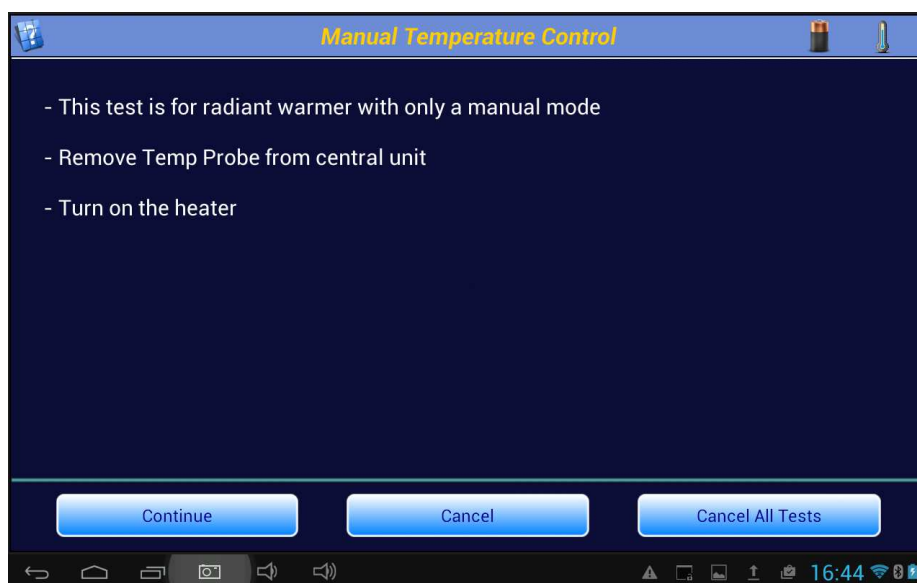 Manual Temperature Control
- This test is for radiant warmer with only a manual mode
- Remove Temp Probe from central unit
- Turn on the heater
Continue
Cancel
Cancel All Tests
16:44